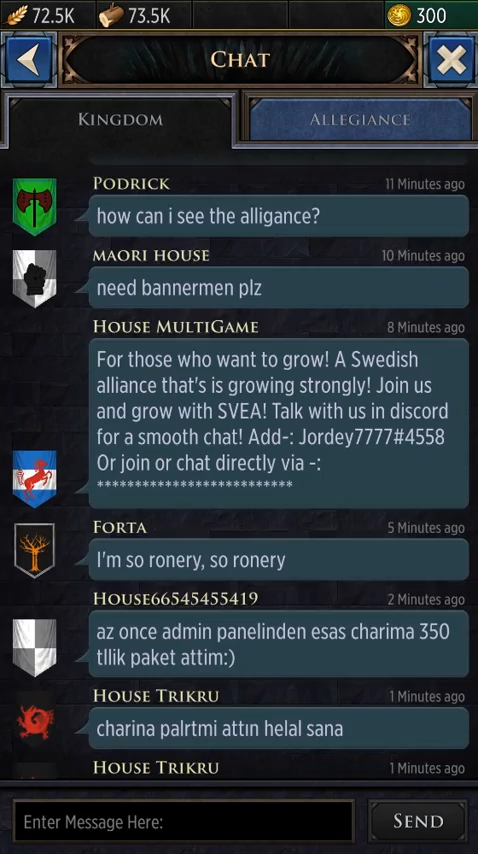 72.5K 73.5K 300
CHAT
KINGDOM ALLEGIANCE
PODRICK 11 Minutes ago
how can i see the alligance?
MAORI HOUSE 10 Minutes ago
need bannermen plz
HOUSE MULTIGAME 8 Minutes ago
For those who want to grow! A Swedish
alliance that's is growing strongly! Join us
and grow with SVEA! Talk with us in discord
for a smooth chat! Add-: Jordey7777#4558
Or join or chat directly via -:
**************************
FORTA 5 Minutes ago
I'm so ronery, so ronery
HOUSE66545455419 2 Minutes ago
az once admin panelinden esas charima 350
tllik paket attim:)
HOUSE TRIKRU 1 Minutes ago
charina palrtmi attın helal sana
HOUSE TRIKRU 1 Minutes ago
Enter Message Here: SEND